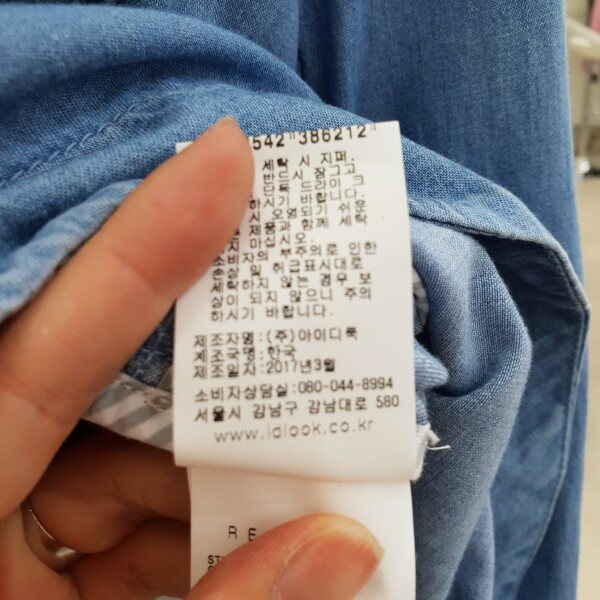 542"386212"
세탁 시 지퍼,
반드시 잠그고
단독 드라이 크
하시기 바랍니다.
시 오염되기 쉬운
제품과 함께 세탁
지 마십시오.
소비자의 부주의로 인한
손상 및 취급표시대로
세탁하지 않는 경우 보
상이 되지 않으니 주의
하시기 바랍니다.
제조자명:(주)아이디룩
제조국명:한국
제조일자:2017년3월
소비자상담실:080-044-8994
서울시 강남구 강남대로 580
www.idlook.co.kr
RE
ST